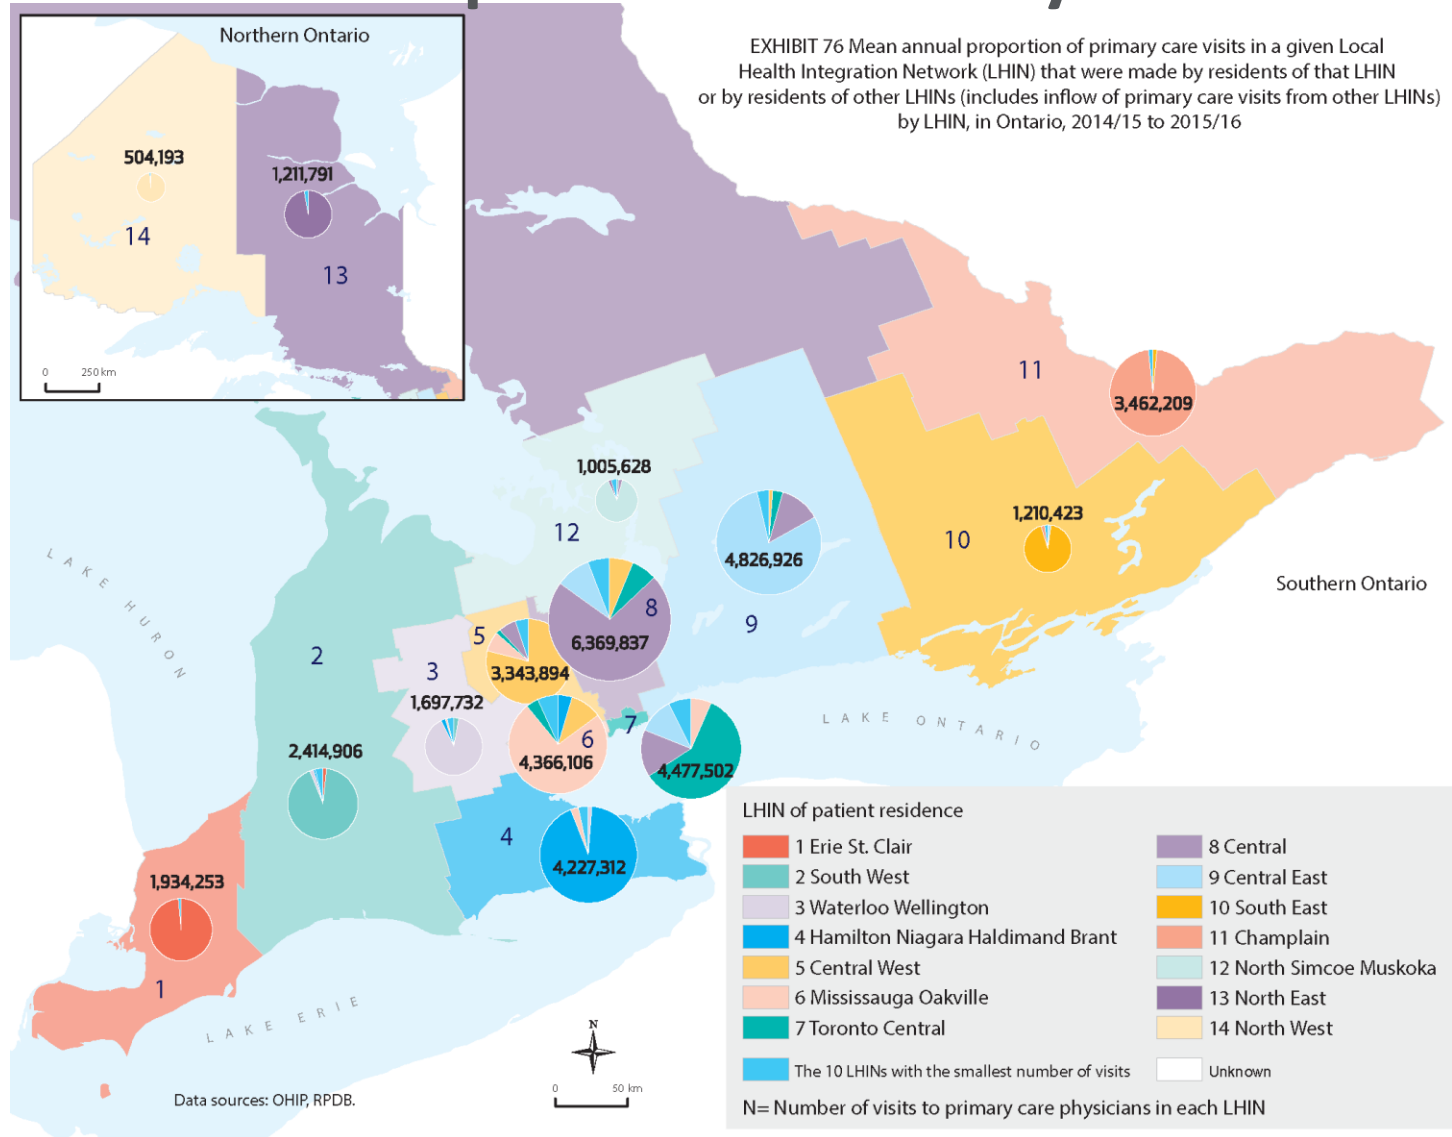 Northern Ontario
EXHIBIT 76 Mean annual proportion of primary care visits in a given Local
Health Integration Network (LHIN) that were made by residents of that LHIN
or by residents of other LHINs (includes inflow of primary care visits from other LHINs)
by LHIN, in Ontario, 2014/15 to 2015/16
504,193
1,211,791
14
13
0 250 km
11
3,462,209
1,005,628
12
4,826,926
1,210,423
10
Southern Ontario
LAKE HURON
8
9
6,369,837
5
2
3
3,343,894
1,697,732
7
LAKE ONTARIO
6
2,414,906
4,366,106
4,477,502
4
4,227,312
1,934,253
1
LAKE ERIE
N
0 50 km
Data sources: OHIP, RPDB.
LHIN of patient residence
1 Erie St. Clair
2 South West
3 Waterloo Wellington
4 Hamilton Niagara Haldimand Brant
5 Central West
6 Mississauga Oakville
7 Toronto Central
The 10 LHINs with the smallest number of visits
8 Central
9 Central East
10 South East
11 Champlain
12 North Simcoe Muskoka
13 North East
14 North West
Unknown
N= Number of visits to primary care physicians in each LHIN